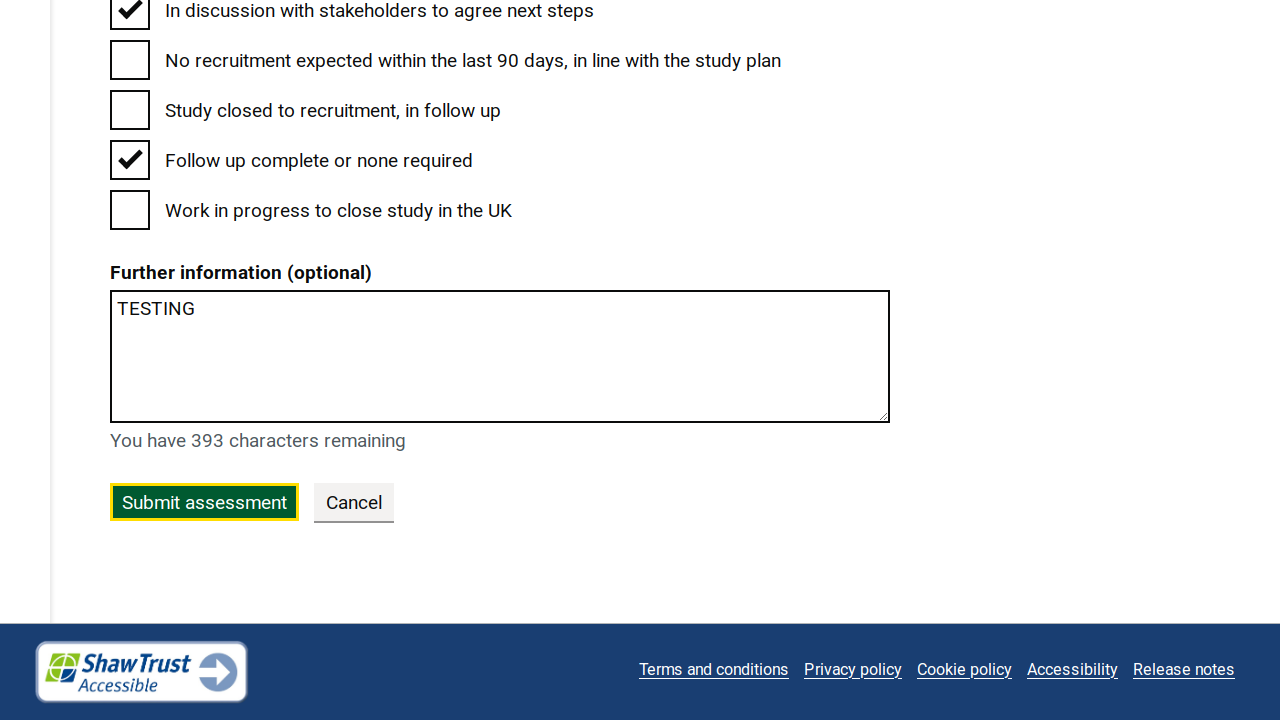 In discussion with stakeholders to agree next steps
No recruitment expected within the last 90 days, in line with the study plan
Study closed to recruitment, in follow up
Follow up complete or none required
Work in progress to close study in the UK
Further information (optional)
TESTING
You have 393 characters remaining
Submit assessment Cancel
ShawTrust
Accessible
Terms and conditions Privacy policy Cookie policy Accessibility Release notes